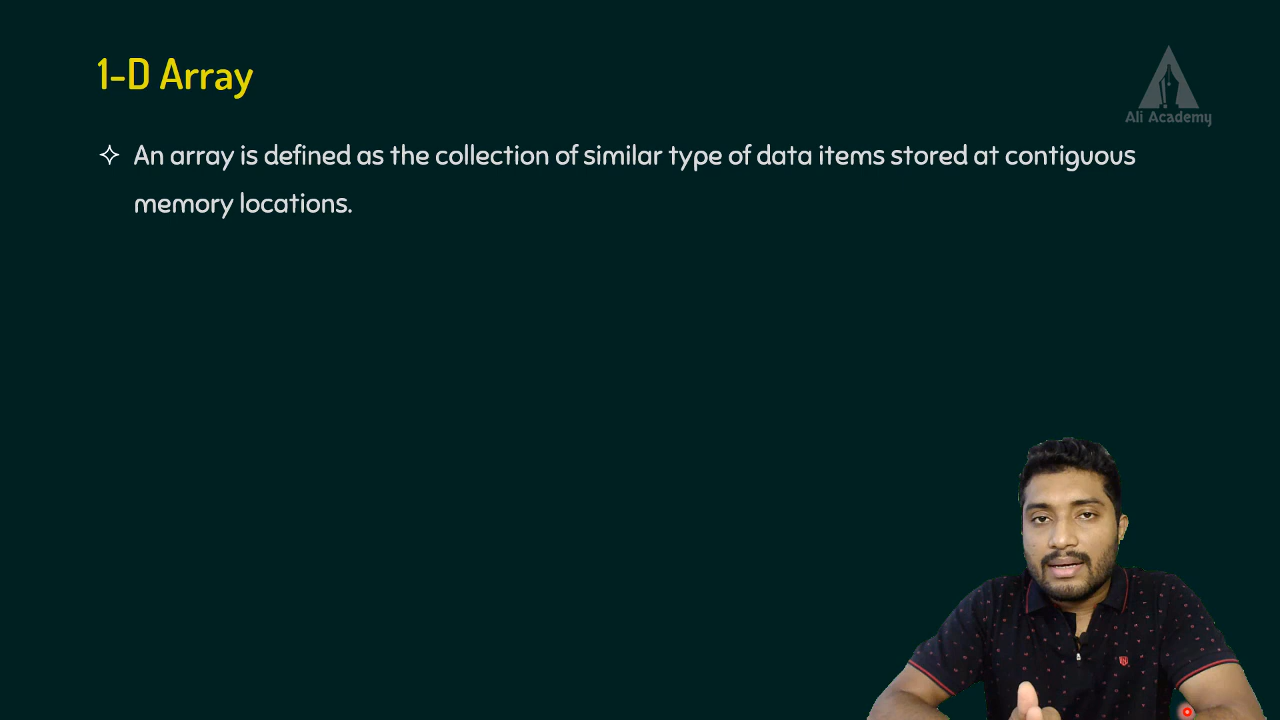 1-D Array
Ali Academy
✧ An array is defined as the collection of similar type of data items stored at contiguous
memory locations.